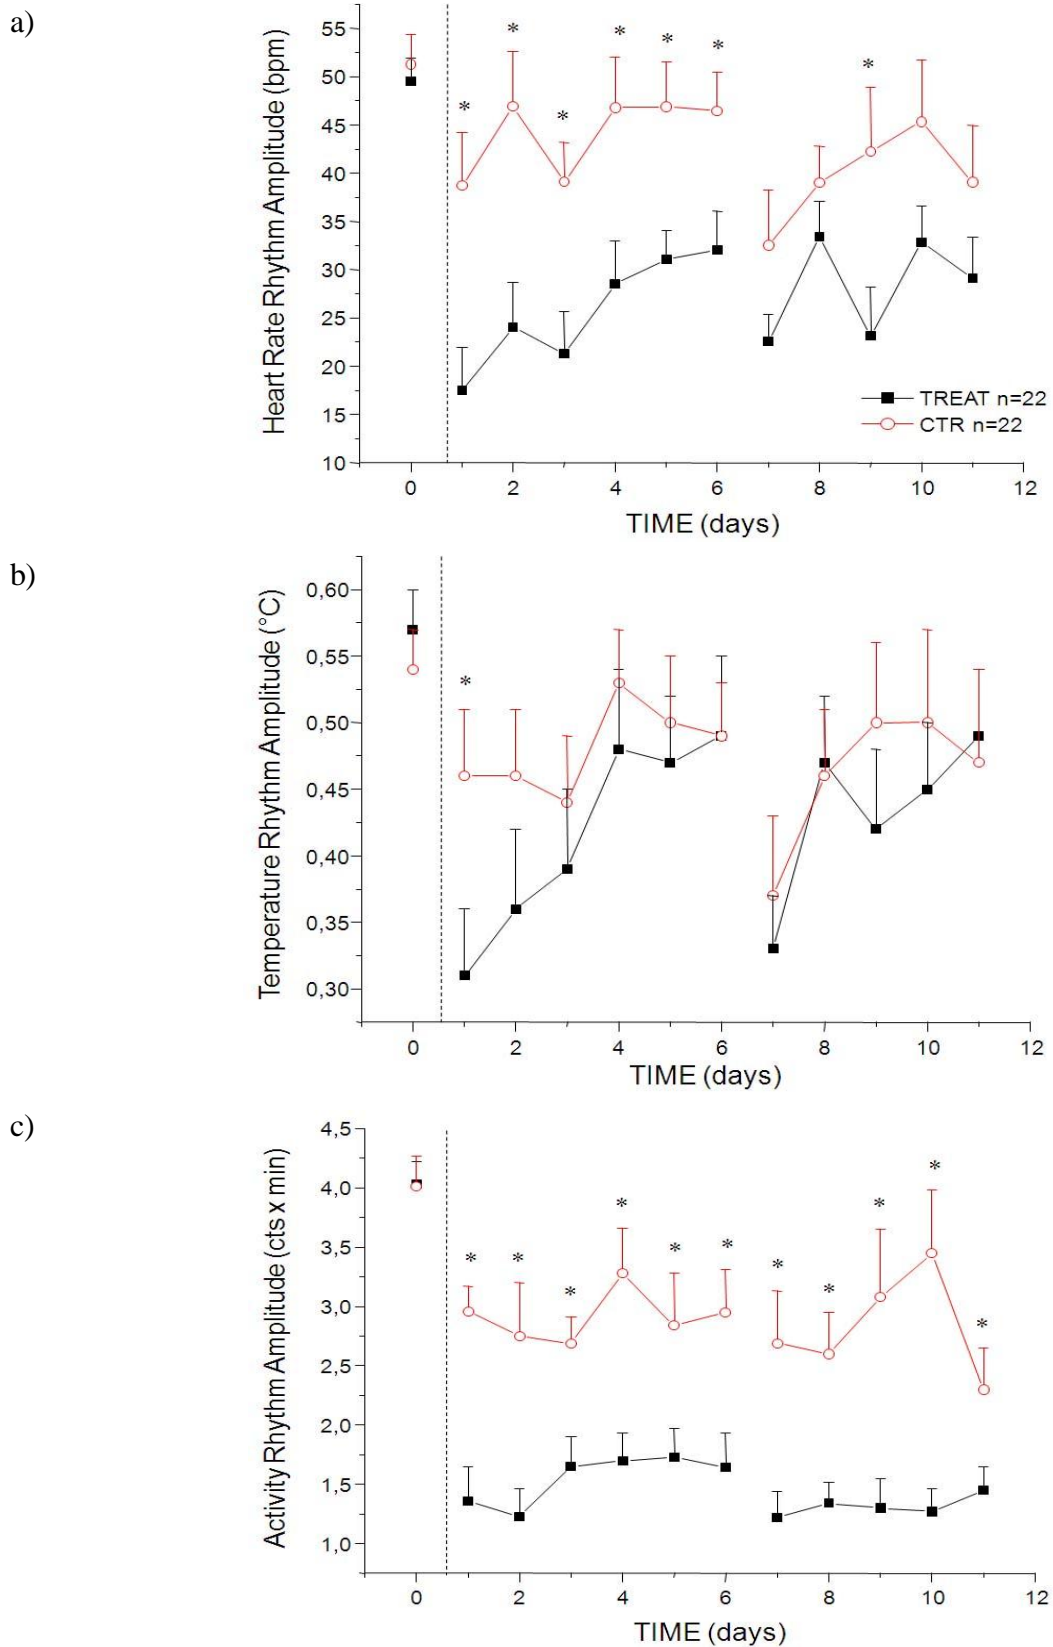 a)
Heart Rate Rhythm Amplitude (bpm)
55
50
45
40
35
30
25
20
15
10
* * * * * * *
TREAT n=22
CTR n=22
0 2 4 6 8 10 12
TIME (days)
b)
Temperature Rhythm Amplitude (°C)
0,60
0,55
0,50
0,45
0,40
0,35
0,30
*
0 2 4 6 8 10 12
TIME (days)
c)
Activity Rhythm Amplitude (cts x min)
4,5
4,0
3,5
3,0
2,5
2,0
1,5
1,0
* * * * * * * * * * *
0 2 4 6 8 10 12
TIME (days)